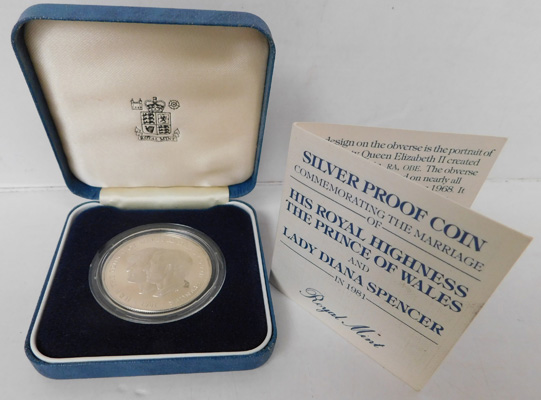 ROYAL MINT
design on the obverse is the portrait of
Queen Elizabeth II created
RA, OBE. The obverse
on nearly all
1968. It
SILVER PROOF COIN
COMMEMORATING THE MARRIAGE
OF
HIS ROYAL HIGHNESS
THE PRINCE OF WALES
AND
LADY DIANA SPENCER
IN 1981
Royal Mint